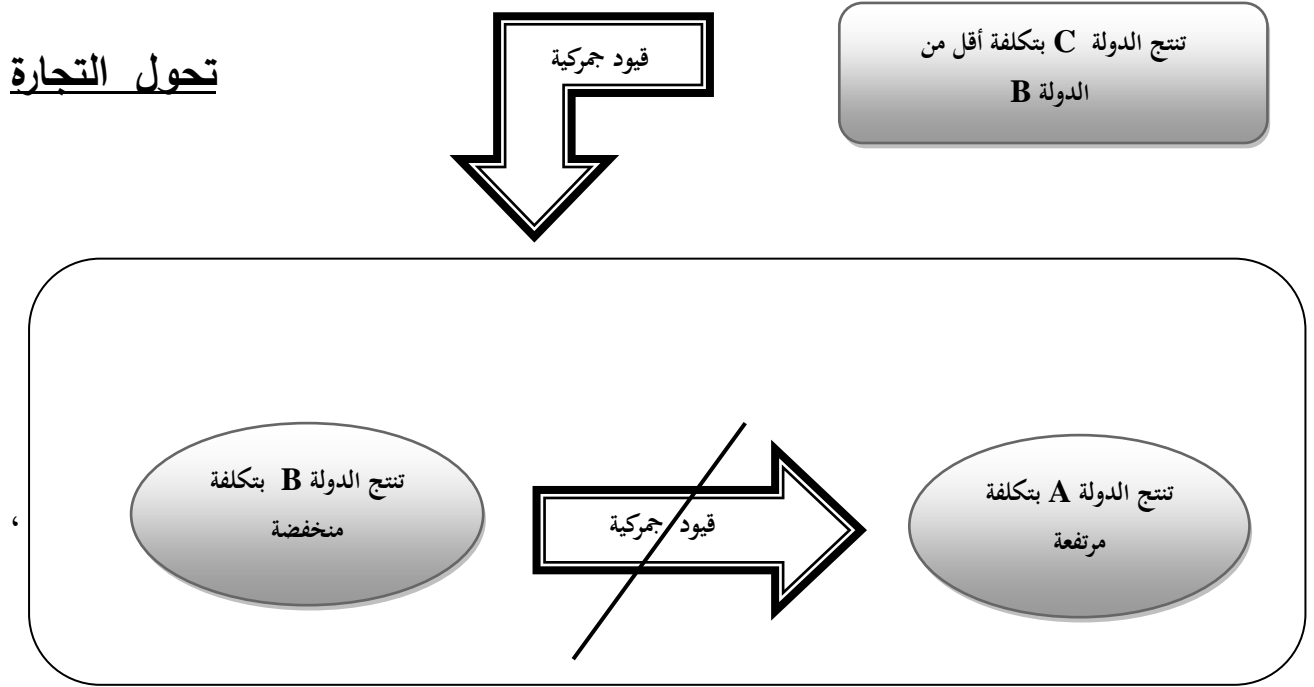 تحول التجارة
قيود جمركية
تنتج الدولة C بتكلفة أقل من
الدولة B
تنتج الدولة A بتكلفة
مرتفعة
قيود جمركية
تنتج الدولة B بتكلفة
منخفضة
،